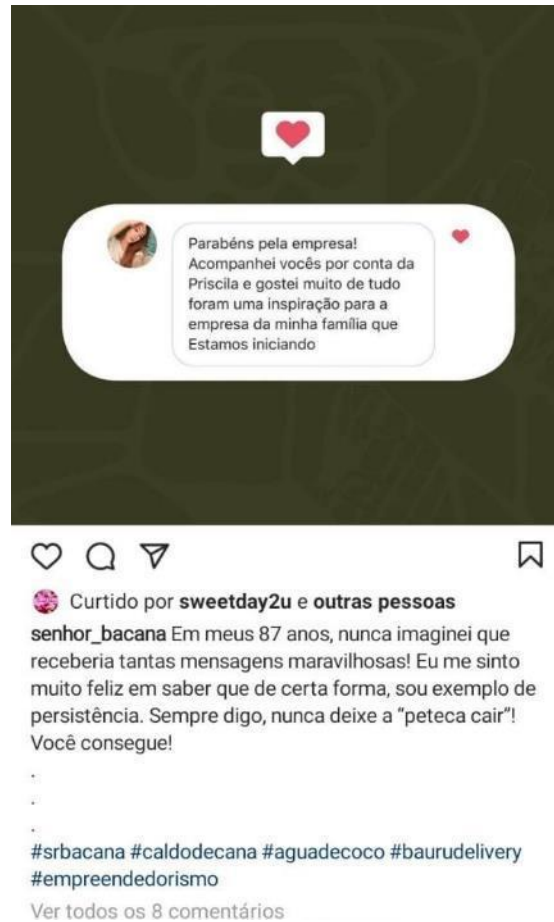 Parabéns pela empresa!
Acompanhei vocês por conta da
Priscila e gostei muito de tudo
foram uma inspiração para a
empresa da minha família que
Estamos iniciando
Curtido por sweetday2u e outras pessoas
senhor_bacana Em meus 87 anos, nunca imaginei que
receberia tantas mensagens maravilhosas! Eu me sinto
muito feliz em saber que de certa forma, sou exemplo de
persistência. Sempre digo, nunca deixe a “peteca cair”!
Você consegue!
.
.
.
#srbacana #caldodecana #aguadecoco #baurudelivery
#empreendedorismo
Ver todos os 8 comentários